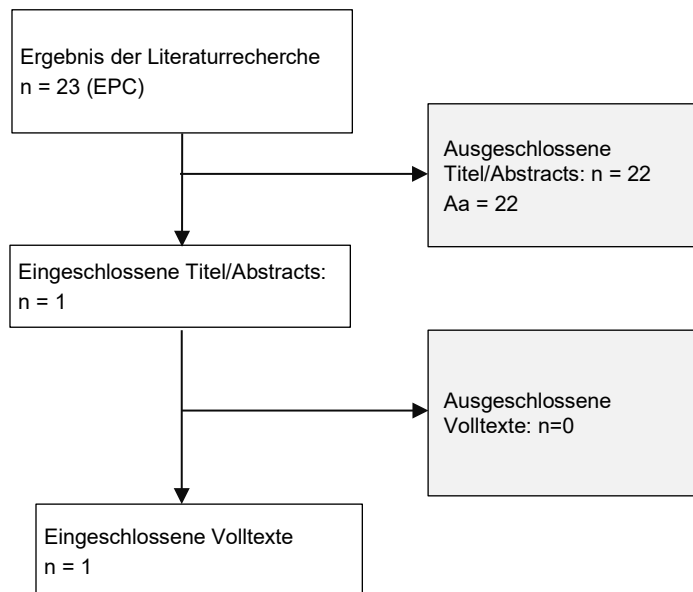 Ergebnis der Literaturrecherche
n = 23 (EPC)
Ausgeschlossene
Titel/Abstracts: n = 22
Aa = 22
Eingeschlossene Titel/Abstracts:
n = 1
Ausgeschlossene
Volltexte: n=0
Eingeschlossene Volltexte
n = 1